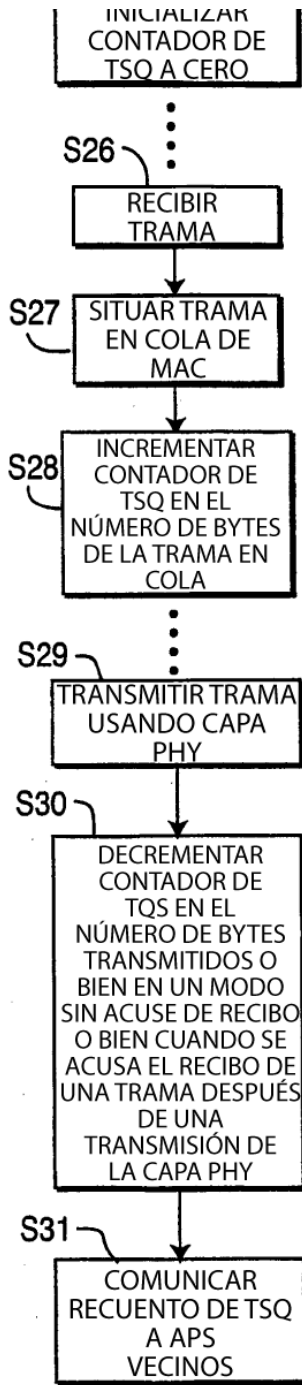 INICIALIZAR
CONTADOR DE
TSQ A CERO
S26
RECIBIR
TRAMA
S27
SITUAR TRAMA
EN COLA DE
MAC
S28
INCREMENTAR
CONTADOR DE
TSQ EN EL
NÚMERO DE BYTES
DE LA TRAMA EN
COLA
S29
TRANSMITIR TRAMA
USANDO CAPA
PHY
S30
DECREMENTAR
CONTADOR DE
TQS EN EL
NÚMERO DE BYTES
TRANSMITIDOS O
BIEN EN UN MODO
SIN ACUSE DE RECIBO
O BIEN CUANDO SE
ACUSA EL RECIBO DE
UNA TRAMA DESPUÉS
DE UNA
TRANSMISIÓN DE
LA CAPA PHY
S31
COMUNICAR
RECUENTO DE TSQ
A APS
VECINOS